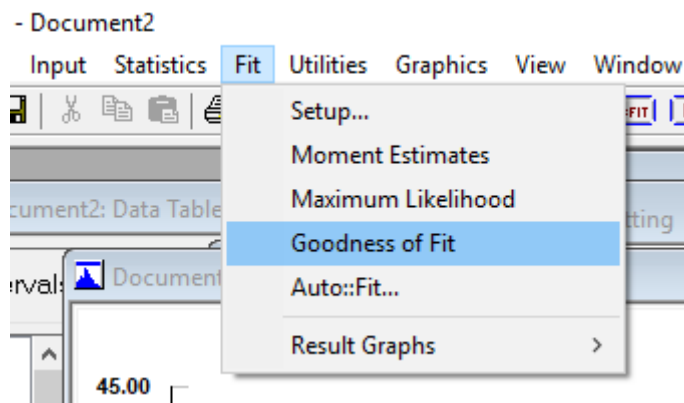 - Document2
Input Statistics Fit Utilities Graphics View Window
Setup...
FIT
Moment Estimates
Maximum Likelihood
cument2: Data Table
tting
Goodness of Fit
rvals
Document
Auto::Fit...
Result Graphs
45.00